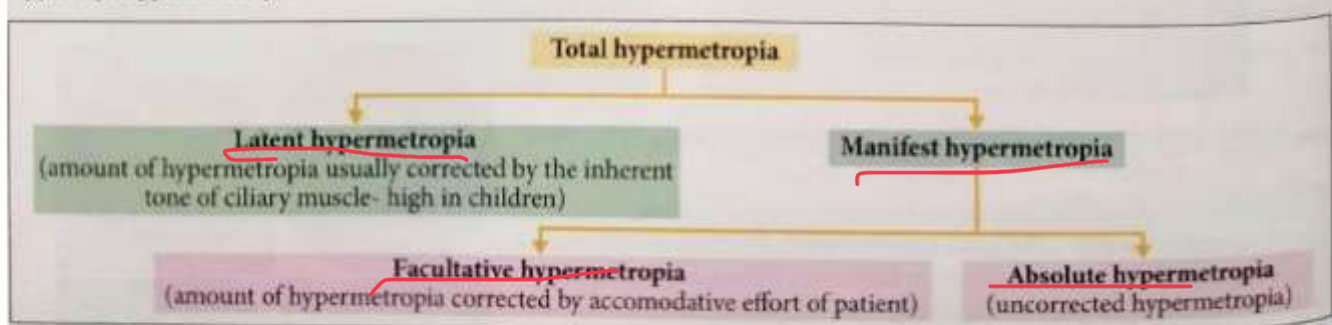 Total hypermetropia
Latent hypermetropia
(amount of hypermetropia usually corrected by the inherent
tone of ciliary muscle- high in children)
Manifest hypermetropia
Facultative hypermetropia
(amount of hypermetropia corrected by accomodative effort of patient)
Absolute hypermetropia
(uncorrected hypermetropia)